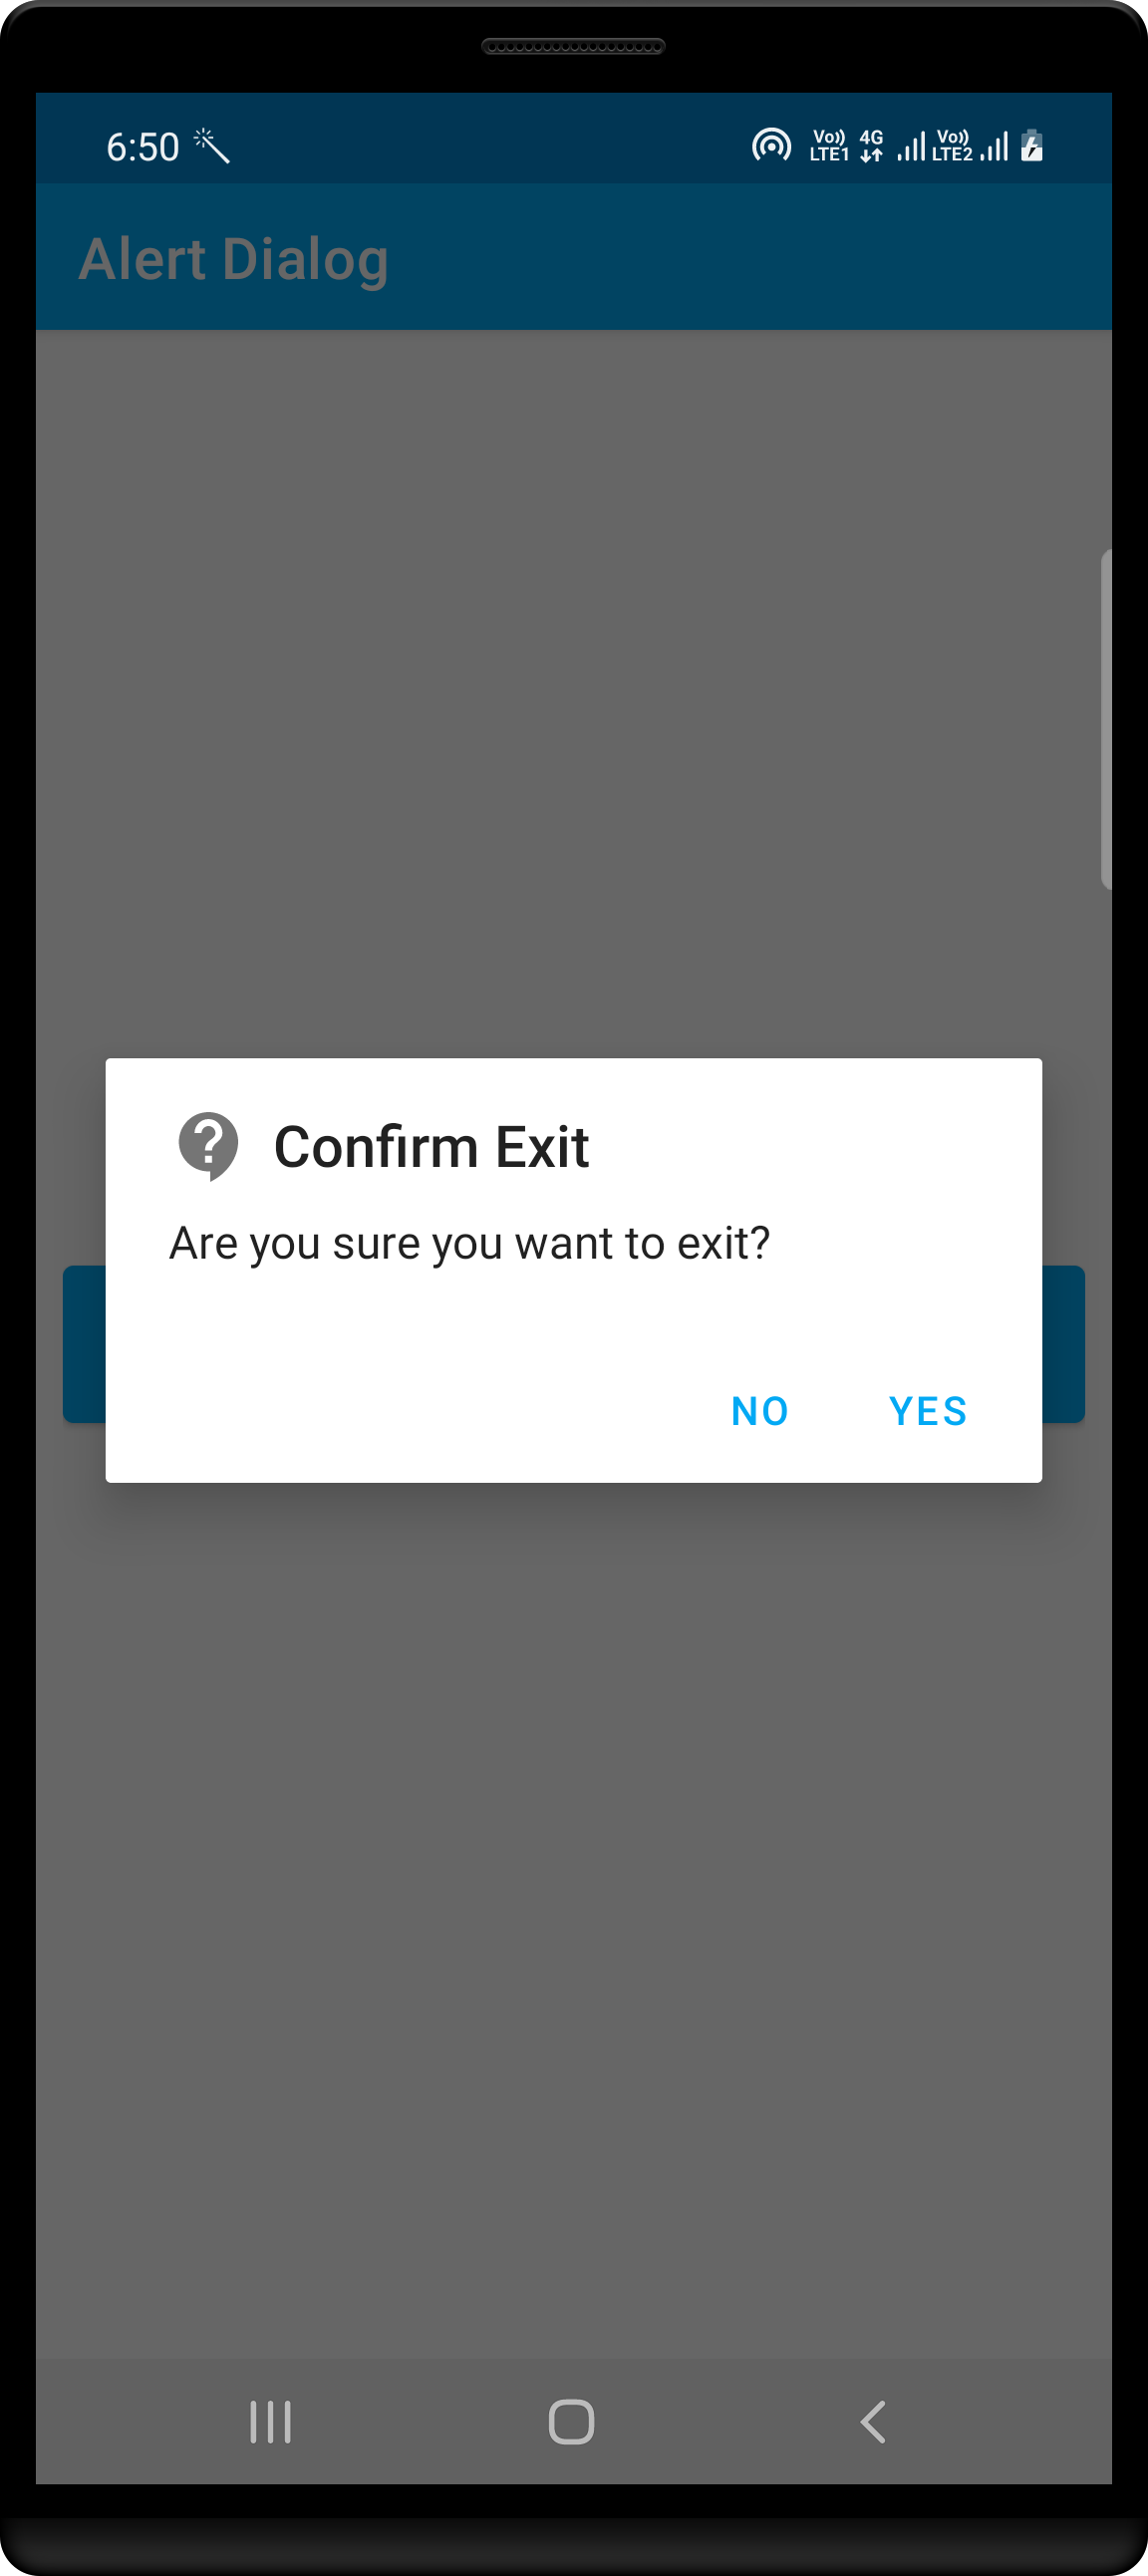 6:50 Vo)) LTE1 4G Vo)) LTE2
Alert Dialog
Confirm Exit
Are you sure you want to exit?
NO YES